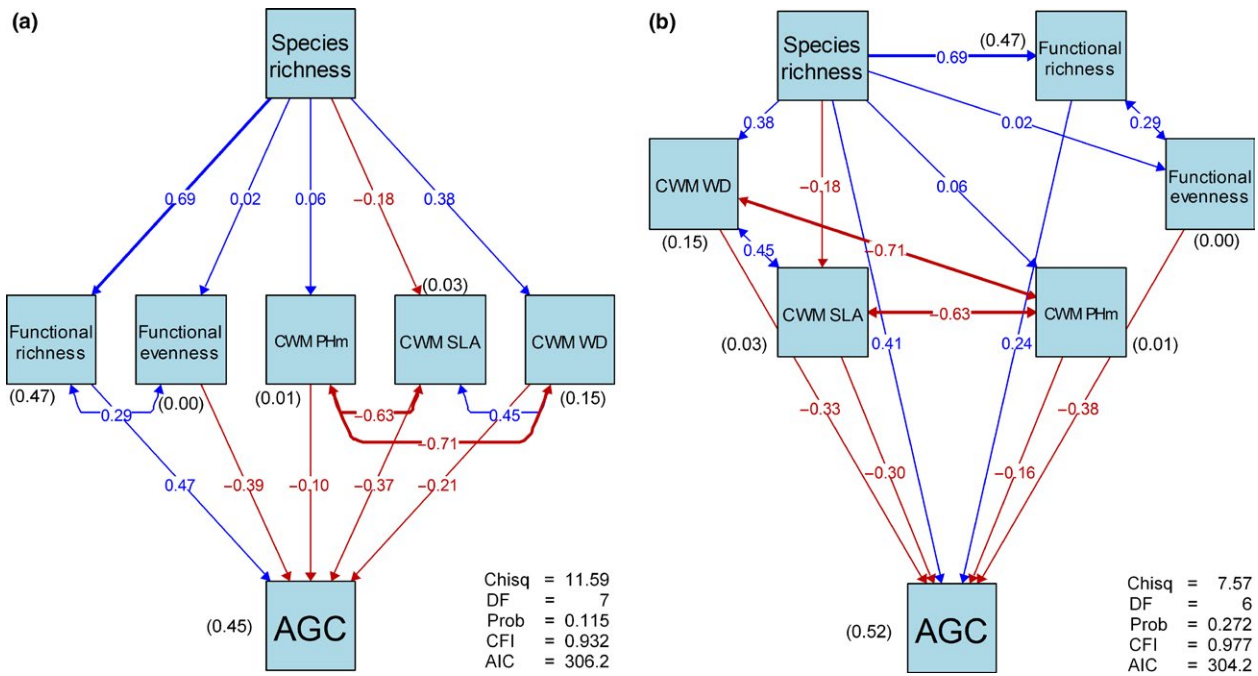 (a)
Species
richness
0.69
0.02
0.06
−0.18
0.38
Functional
richness
(0.47)
Functional
evenness
(0.00)
CWM PHm
(0.01)
(0.03)
CWM SLA
CWM WD
(0.15)
0.29
−0.63
0.45
−0.71
0.47
−0.39
−0.10
−0.37
−0.21
(0.45)
AGC
Chisq = 11.59
DF = 7
Prob = 0.115
CFI = 0.932
AIC = 306.2
(b)
Species
richness
(0.47)
Functional
richness
0.69
0.38
0.02
0.29
CWM WD
(0.15)
−0.18
0.06
Functional
evenness
(0.00)
0.45
−0.71
CWM SLA
(0.03)
−0.63
CWM PHm
(0.01)
0.41
0.24
−0.33
−0.30
−0.16
−0.38
(0.52)
AGC
Chisq = 7.57
DF = 6
Prob = 0.272
CFI = 0.977
AIC = 304.2